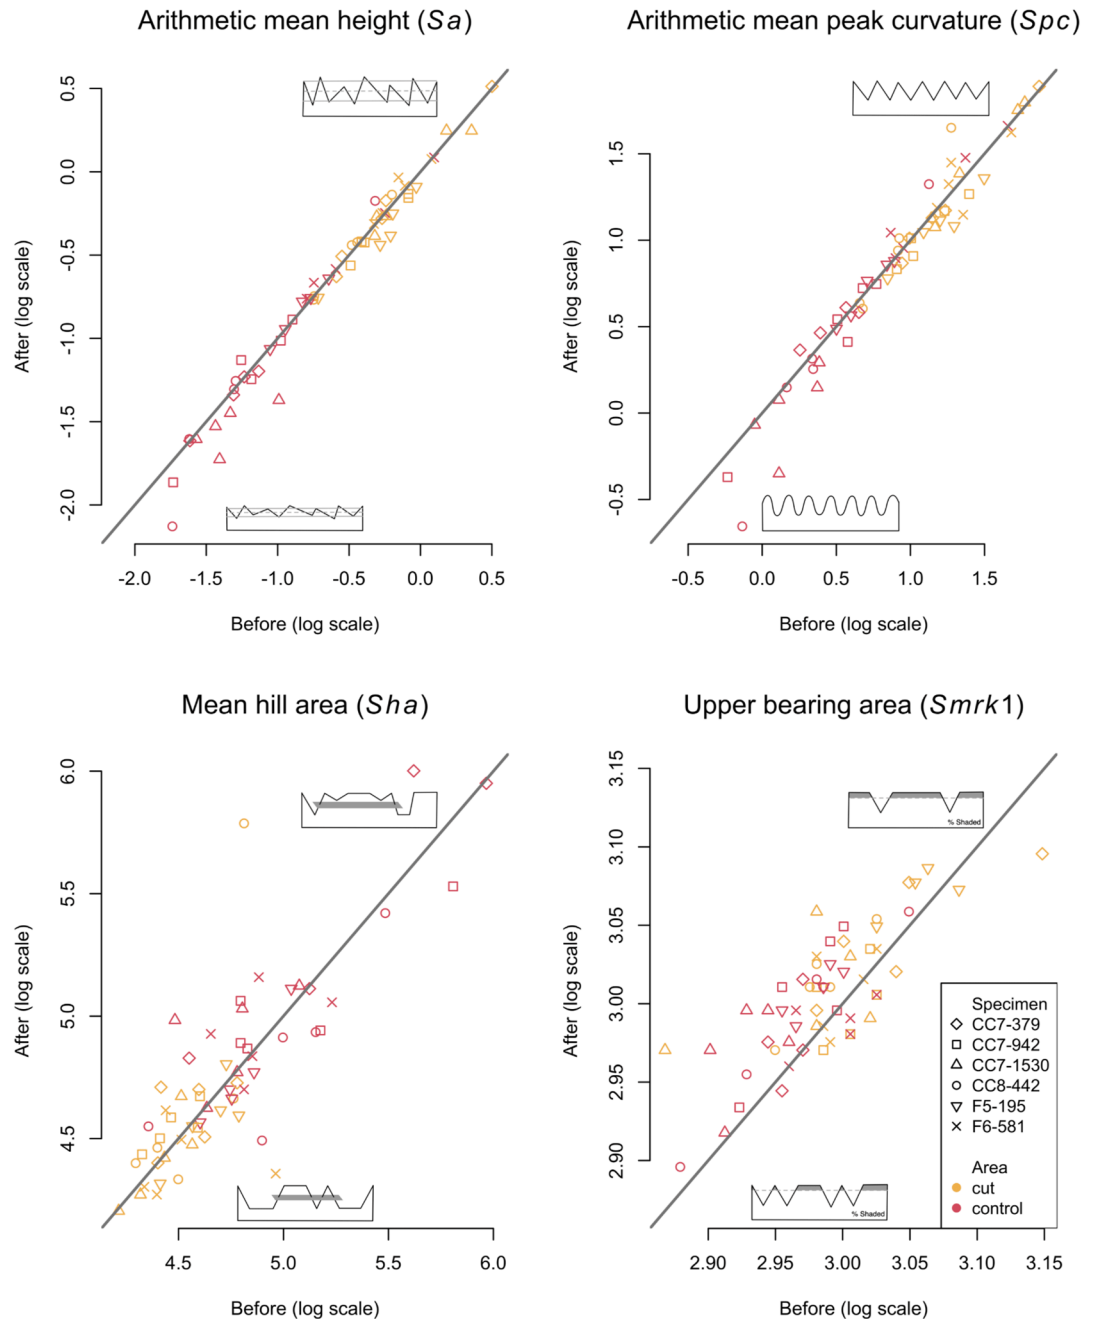 Arithmetic mean height (Sa)
After (log scale)
0.5
0.0
-0.5
-1.0
-1.5
-2.0
-2.0 -1.5 -1.0 -0.5 0.0 0.5
Before (log scale)
Arithmetic mean peak curvature (Spc)
After (log scale)
1.5
1.0
0.5
0.0
-0.5
-0.5 0.0 0.5 1.0 1.5
Before (log scale)
Mean hill area (Sha)
After (log scale)
6.0
5.5
5.0
4.5
4.5 5.0 5.5 6.0
Before (log scale)
Upper bearing area (Smrk1)
After (log scale)
3.15
3.10
3.05
3.00
2.95
2.90
% Shaded
% Shaded
2.90 2.95 3.00 3.05 3.10 3.15
Before (log scale)
Specimen
CC7-379
CC7-942
CC7-1530
CC8-442
F5-195
F6-581
Area
cut
control